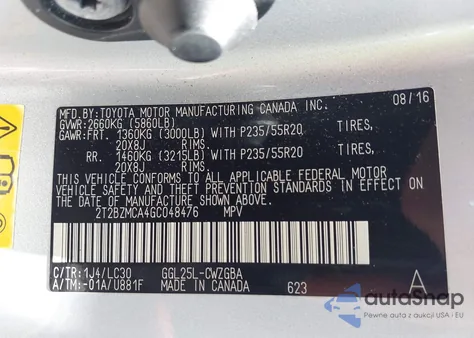 MFD.BY:TOYOTA MOTOR MANUFACTURING CANADA INC.
08/16
GVWR:2660KG (5860LB)
GAWR:FRT. 1360KG (3000LB) WITH P235/55R20 TIRES,
20X8J RIMS.
RR. 1460KG (3215LB) WITH P235/55R20 TIRES,
20X8J RIMS.
THIS VEHICLE CONFORMS TO ALL APPLICABLE FEDERAL MOTOR
VEHICLE SAFETY AND THEFT PREVENTION STANDARDS IN EFFECT ON
THE DATE OF MANUFACTURE SHOWN ABOVE.
2T2BZMCA4GC048476 MPV
C/TR:1J4/LC30 GGL25L-CWZGBA
A/TM:-01A/U881F MADE IN CANADA 623 A
autoSnap
Pewne auta z aukcji USA i EU